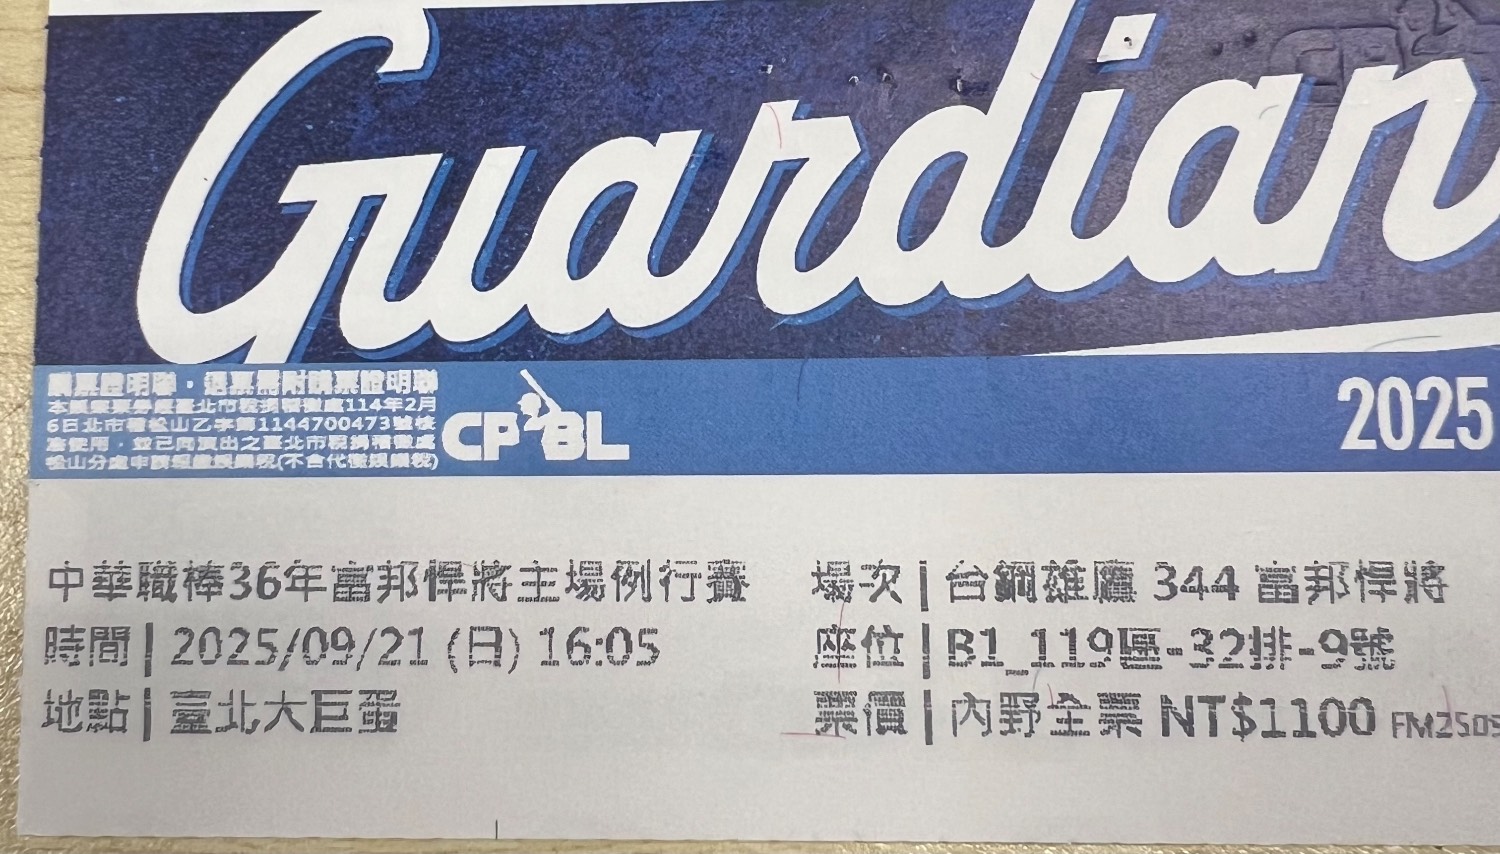 Guardian
購票證明聯・退票需附購票證明聯
本娛樂票券經臺北市稅捐稽徵處114年2月
6日北市稽松山乙字第1144700473號核
准使用・並已向演出之臺北市稅捐稽徵處
松山分處申請報繳娛樂稅(不含代徵娛樂稅)
CPBL
2025
中華職棒36年富邦悍將主場例行賽
時間 | 2025/09/21 (日) 16:05
地點 | 臺北大巨蛋
場次 | 台鋼雄鷹 344 富邦悍將
座位 | B1_119區-32排-9號
票價 | 內野全票 NT$1100 FM2505